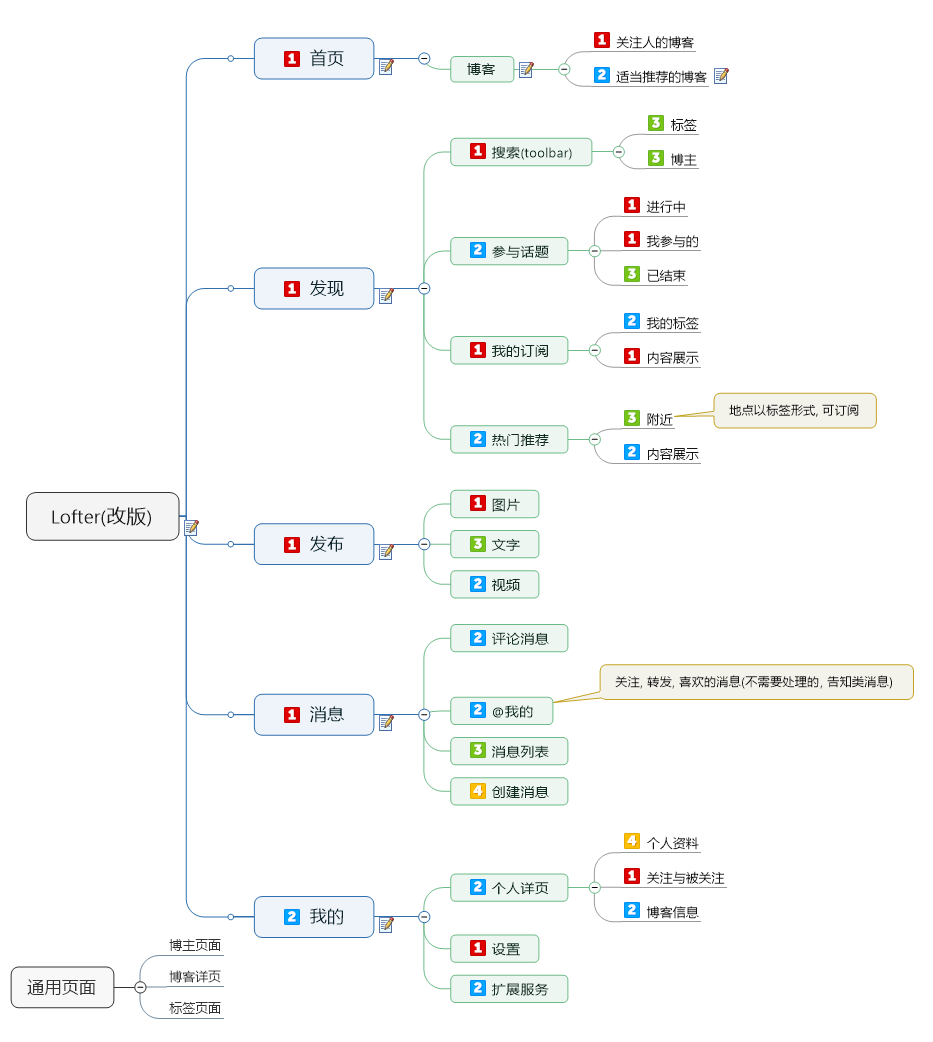 Lofter(改版)
1 首页
博客
1 关注人的博客
2 适当推荐的博客
1 发现
1 搜索(toolbar)
3 标签
3 博主
2 参与话题
1 进行中
1 我参与的
3 已结束
1 我的订阅
2 我的标签
1 内容展示
2 热门推荐
3 附近
地点以标签形式, 可订阅
2 内容展示
1 发布
1 图片
3 文字
2 视频
1 消息
2 评论消息
2 @我的
关注, 转发, 喜欢的消息(不需要处理的, 告知类消息)
3 消息列表
4 创建消息
2 我的
2 个人详页
4 个人资料
1 关注与被关注
2 博客信息
1 设置
2 扩展服务
通用页面
博主页面
博客详页
标签页面